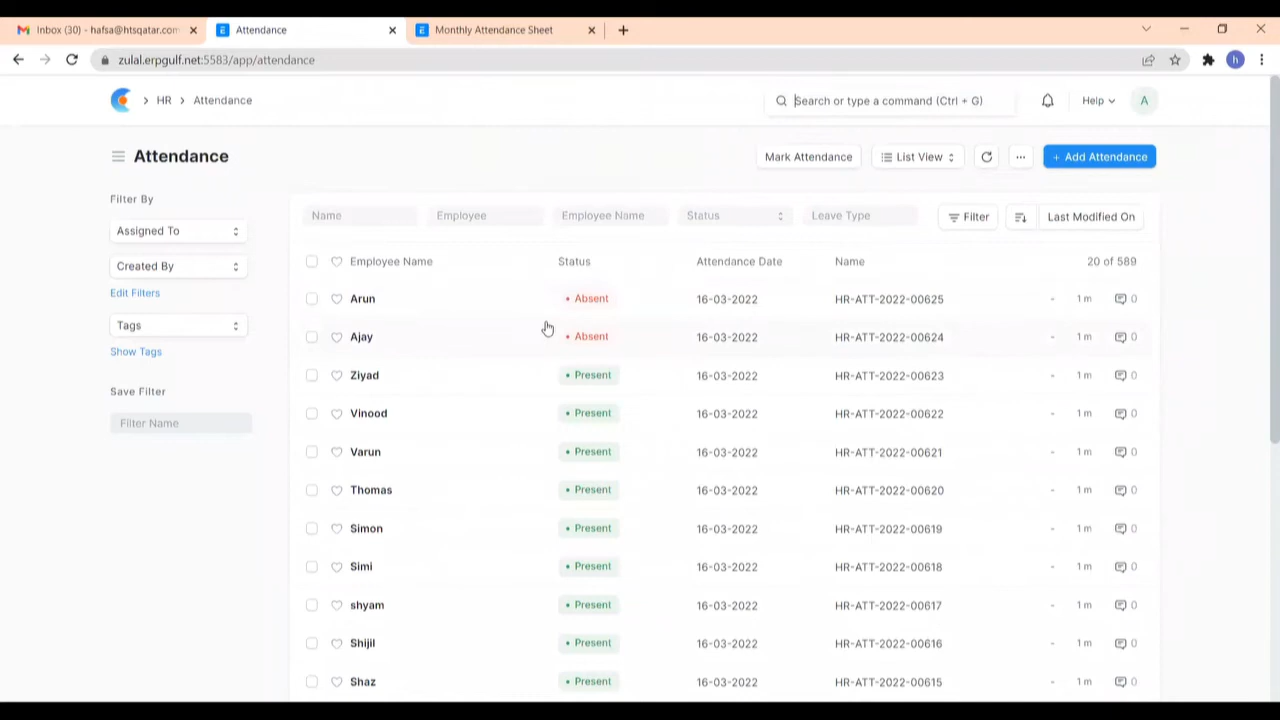 Inbox (30) - hafsa@htsqatar.com
Attendance
Monthly Attendance Sheet
zulal.erpgulf.net:5583/app/attendance
h
HR > Attendance
Search or type a command (Ctrl + G)
Help
A
Attendance
Mark Attendance
List View
...
+ Add Attendance
Filter By
Assigned To
Created By
Edit Filters
Tags
Show Tags
Save Filter
Filter Name
Name Employee Employee Name Status Leave Type Filter Last Modified On
Employee Name Status Attendance Date Name 20 of 589
Arun • Absent 16-03-2022 HR-ATT-2022-00625 - 1 m 0
Ajay • Absent 16-03-2022 HR-ATT-2022-00624 - 1 m 0
Ziyad • Present 16-03-2022 HR-ATT-2022-00623 - 1 m 0
Vinood • Present 16-03-2022 HR-ATT-2022-00622 - 1 m 0
Varun • Present 16-03-2022 HR-ATT-2022-00621 - 1 m 0
Thomas • Present 16-03-2022 HR-ATT-2022-00620 - 1 m 0
Simon • Present 16-03-2022 HR-ATT-2022-00619 - 1 m 0
Simi • Present 16-03-2022 HR-ATT-2022-00618 - 1 m 0
shyam • Present 16-03-2022 HR-ATT-2022-00617 - 1 m 0
Shijil • Present 16-03-2022 HR-ATT-2022-00616 - 1 m 0
Shaz • Present 16-03-2022 HR-ATT-2022-00615 - 1 m 0